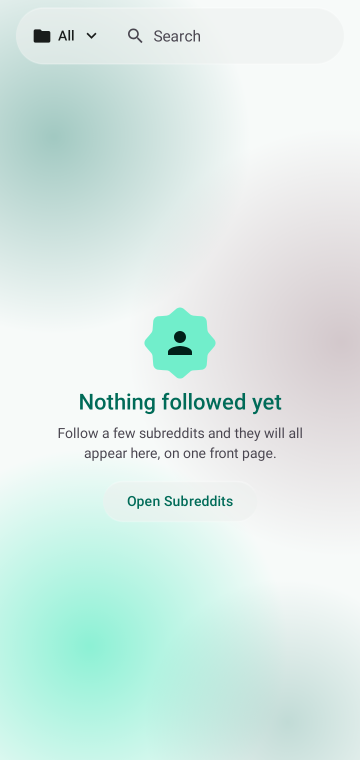 All
Search
Nothing followed yet
Follow a few subreddits and they will all
appear here, on one front page.
Open Subreddits